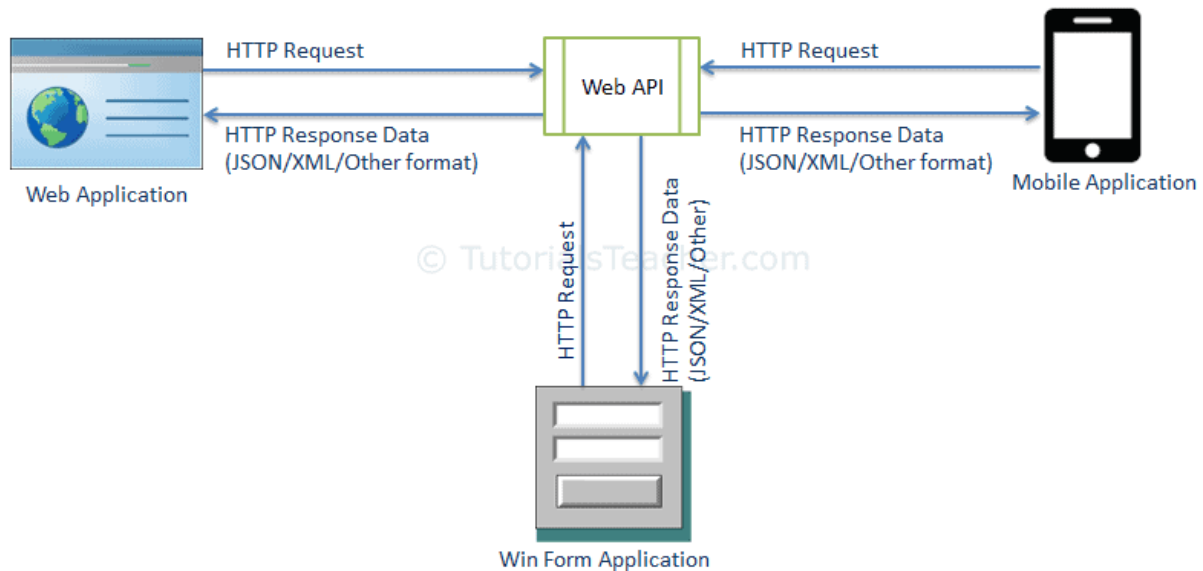 HTTP Request
HTTP Response Data
(JSON/XML/Other format)
Web Application
Web API
HTTP Request
HTTP Response Data
(JSON/XML/Other format)
Mobile Application
HTTP Request
HTTP Response Data
(JSON/XML/Other)
© TutorialsTeacher.com
Win Form Application